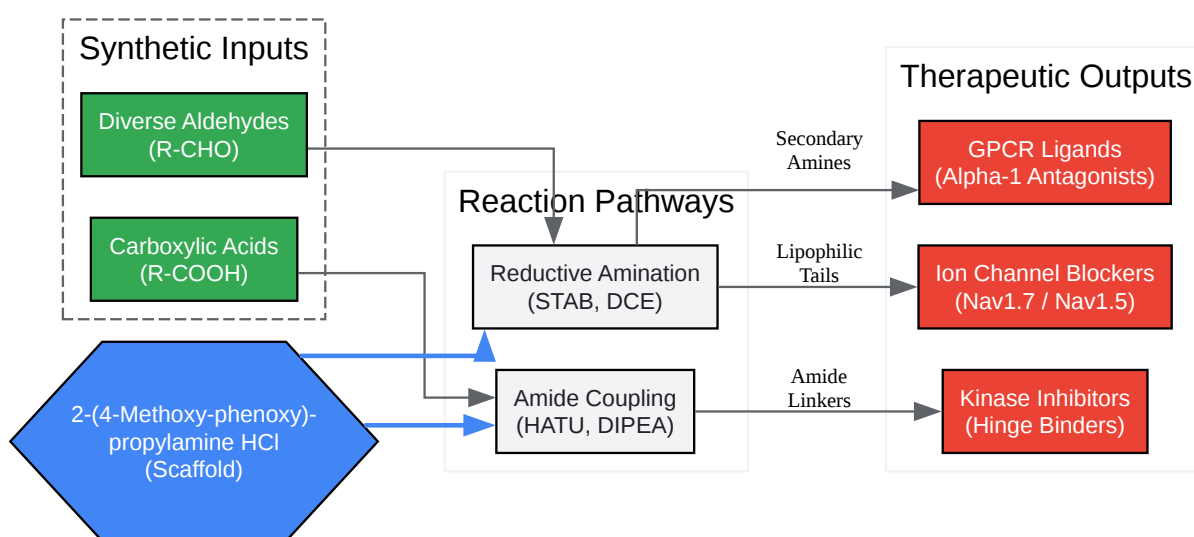 Synthetic Inputs
Diverse Aldehydes
(R-CHO)
Carboxylic Acids
(R-COOH)
2-(4-Methoxy-phenoxy)-
propylamine HCl
(Scaffold)
Reaction Pathways
Reductive Amination
(STAB, DCE)
Amide Coupling
(HATU, DIPEA)
Secondary
Amines
Lipophilic
Tails
Amide
Linkers
Therapeutic Outputs
GPCR Ligands
(Alpha-1 Antagonists)
Ion Channel Blockers
(Nav1.7 / Nav1.5)
Kinase Inhibitors
(Hinge Binders)